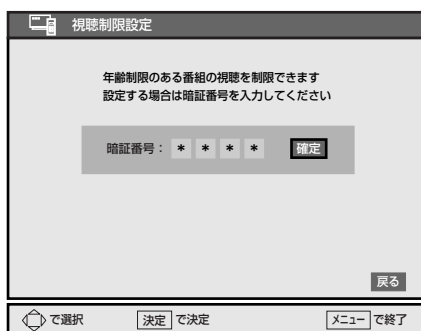 視聴制限設定
年齢制限のある番組の視聴を制限できます
設定する場合は暗証番号を入力してください
暗証番号： * * * * 確定
戻る
で選択 決定 で決定 メニュー で終了